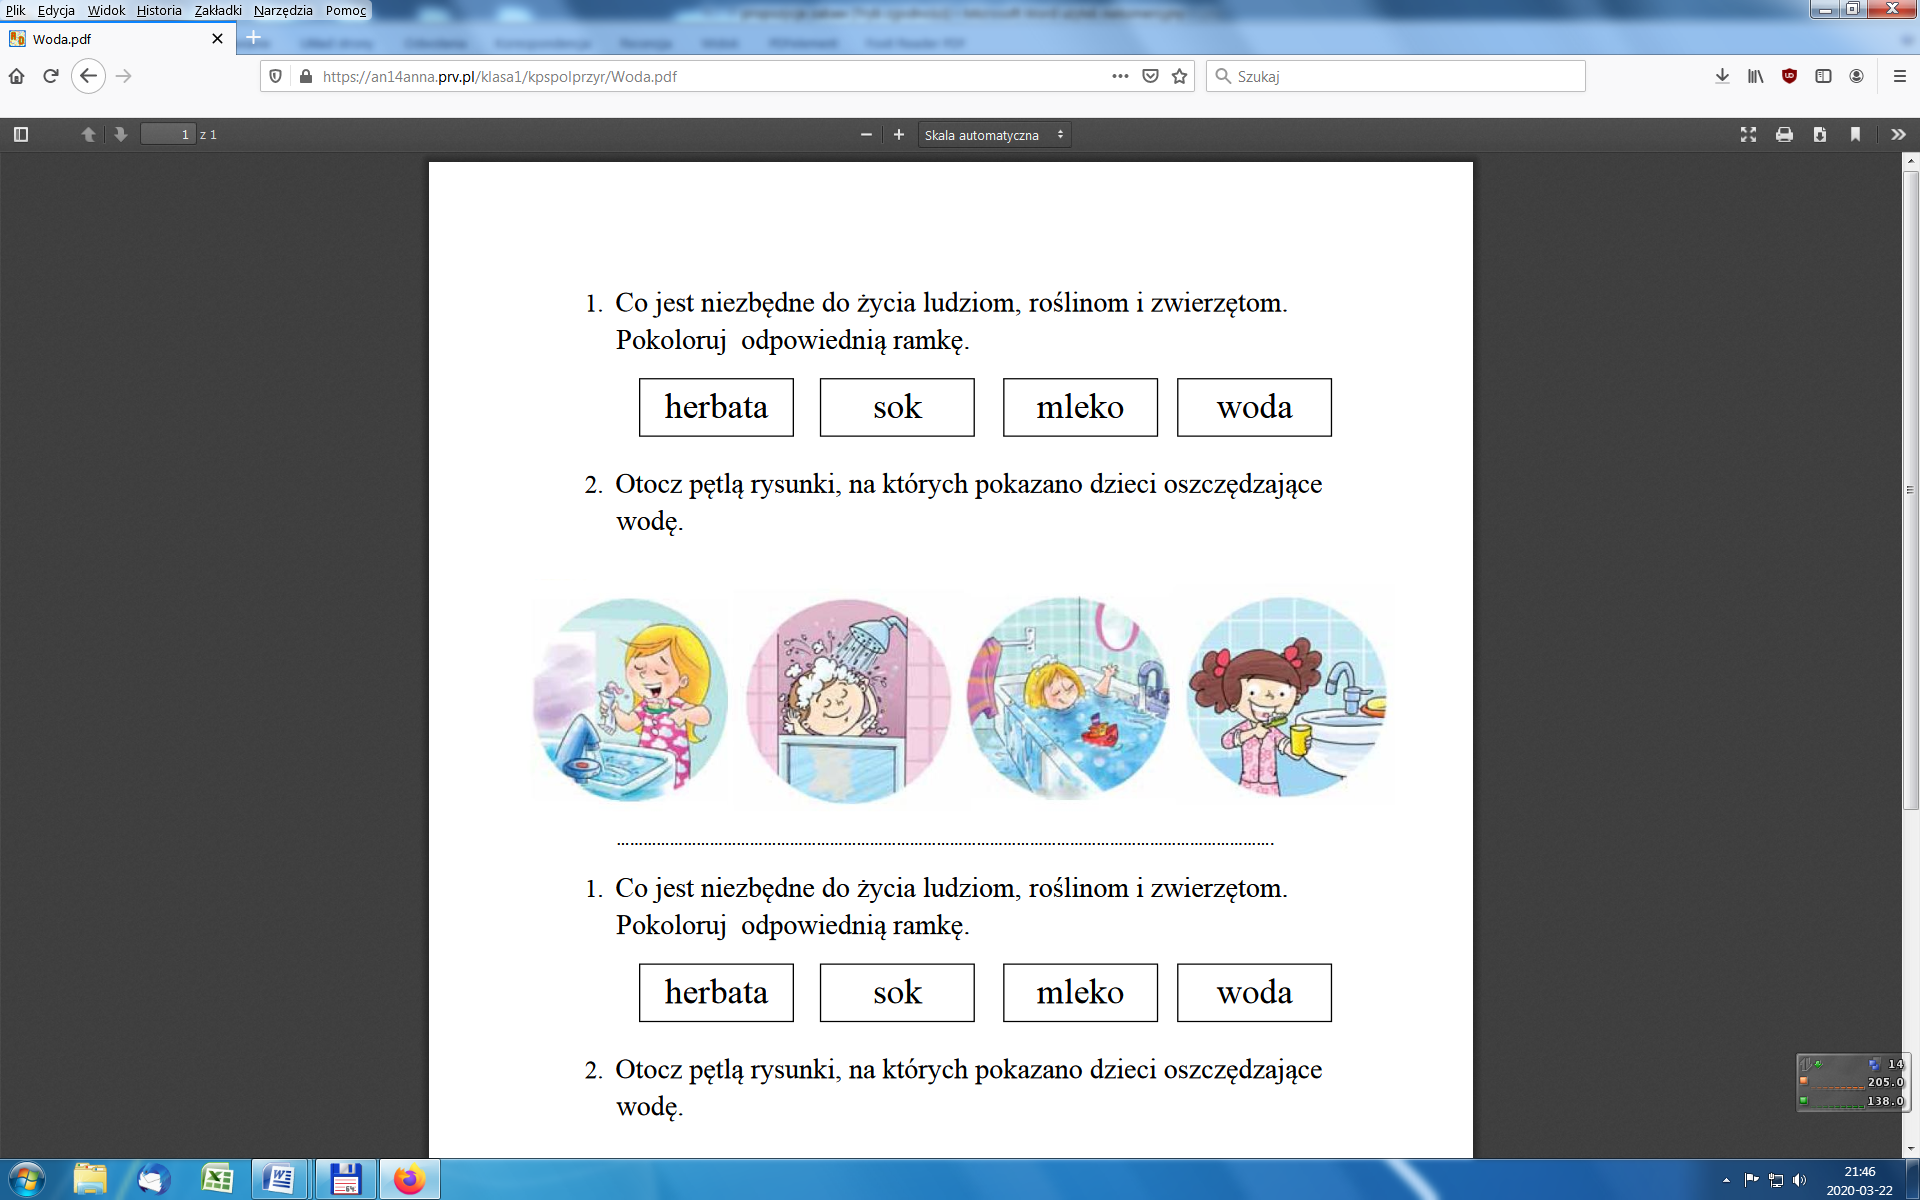 Plik Edycja Widok Historia Zakładki Narzędzia Pomoc
Woda.pdf
https://an14anna.prv.pl/klasa1/kpspolprzyr/Woda.pdf
Szukaj
1 z 1
Skala automatyczna
1. Co jest niezbędne do życia ludziom, roślinom i zwierzętom.
Pokoloruj odpowiednią ramkę.
herbata sok mleko woda
2. Otocz pętlą rysunki, na których pokazano dzieci oszczędzające
wodę.
1. Co jest niezbędne do życia ludziom, roślinom i zwierzętom.
Pokoloruj odpowiednią ramkę.
herbata sok mleko woda
2. Otocz pętlą rysunki, na których pokazano dzieci oszczędzające
wodę.
14
205.0
138.0
21:46
2020-03-22